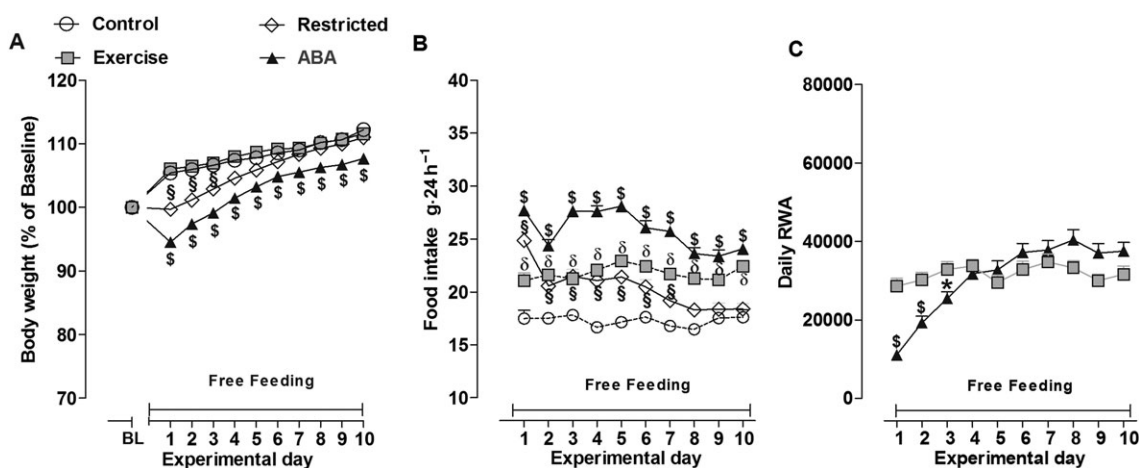 Control
Restricted
Exercise
ABA
A
Body weight (% of Baseline)
120
110
100
90
80
70
§ § §
$ $ $ $ $ $ $ $ $ $
Free Feeding
BL 1 2 3 4 5 6 7 8 9 10
Experimental day
B
Food intake g·24 h⁻¹
40
35
30
25
20
15
10
$ $ $ $ $ $ $ $ $ $
§
δ δ δ δ δ δ δ δ δ δ
§ § § § § §
Free Feeding
1 2 3 4 5 6 7 8 9 10
Experimental day
C
Daily RWA
80000
60000
40000
20000
0
$ $ *
Free Feeding
1 2 3 4 5 6 7 8 9 10
Experimental day